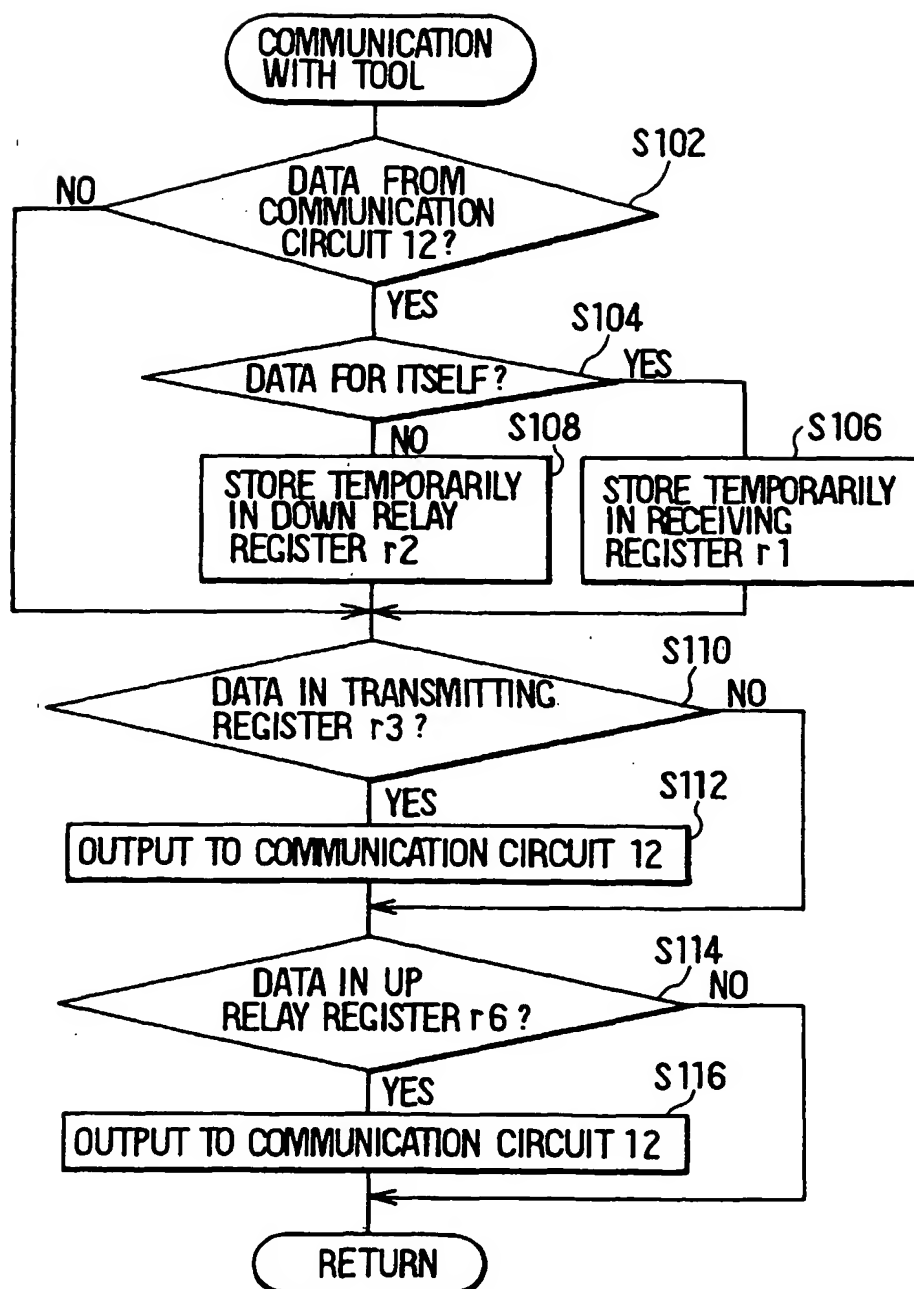 COMMUNICATION
WITH TOOL
S102
NO
DATA FROM
COMMUNICATION
CIRCUIT 12?
YES
S104
DATA FOR ITSELF?
YES
NO
S108
S106
STORE TEMPORARILY
IN DOWN RELAY
REGISTER r2
STORE TEMPORARILY
IN RECEIVING
REGISTER r1
S110
DATA IN TRANSMITTING
REGISTER r3?
NO
YES
S112
OUTPUT TO COMMUNICATION CIRCUIT 12
S114
DATA IN UP
RELAY REGISTER r6?
NO
YES
S116
OUTPUT TO COMMUNICATION CIRCUIT 12
RETURN